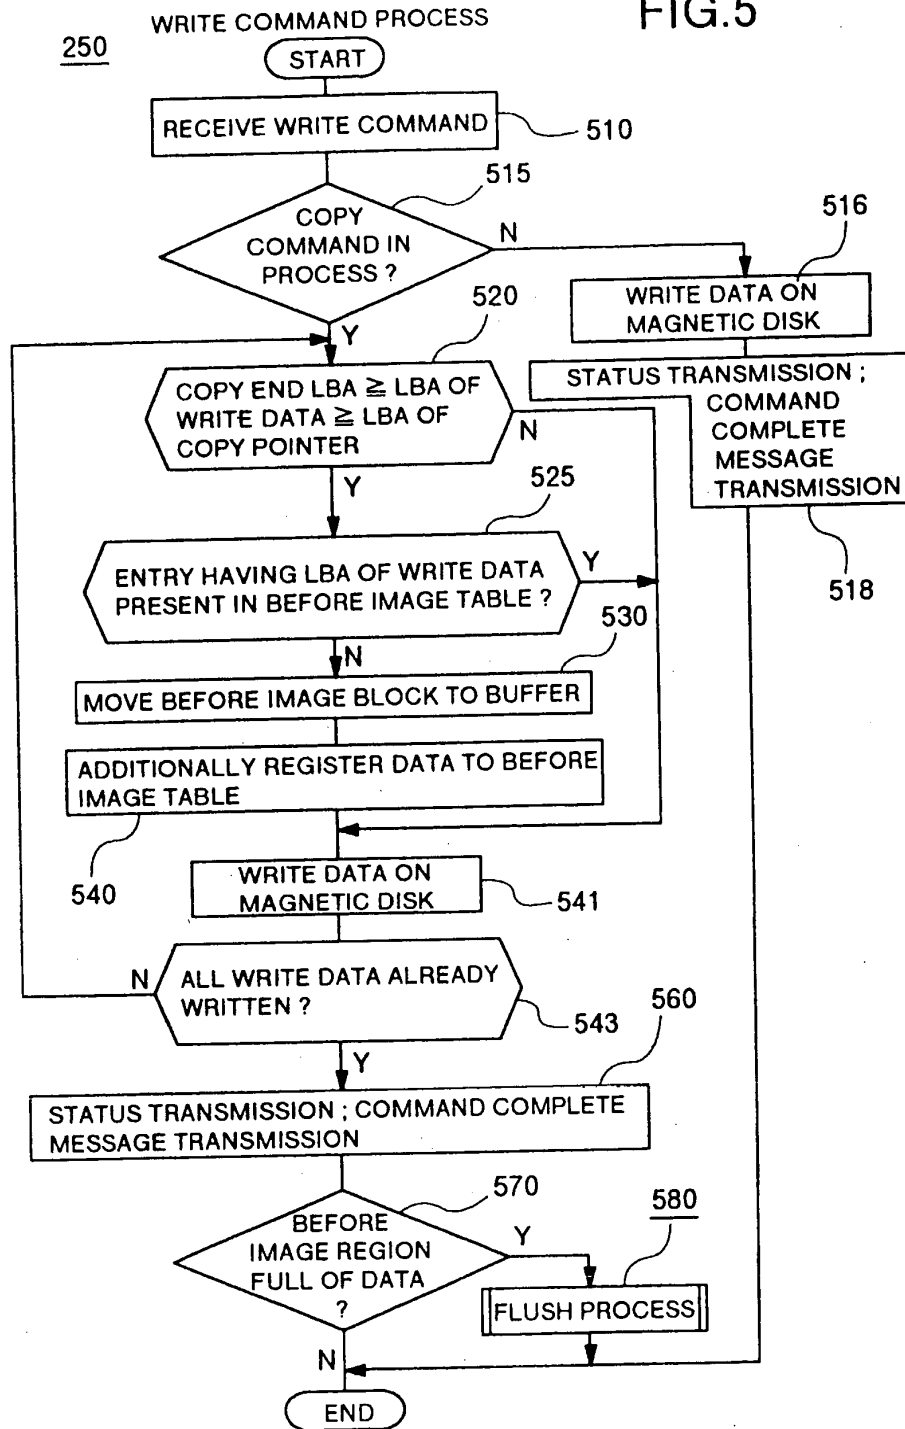 WRITE COMMAND PROCESS
FIG.5
250
START
RECEIVE WRITE COMMAND
510
515
COPY
COMMAND IN
PROCESS ?
N
516
WRITE DATA ON
MAGNETIC DISK
Y
520
STATUS TRANSMISSION ;
COMMAND
COMPLETE
MESSAGE
TRANSMISSION
518
COPY END LBA ≧ LBA OF
WRITE DATA ≧ LBA OF
COPY POINTER
N
Y
525
ENTRY HAVING LBA OF WRITE DATA
PRESENT IN BEFORE IMAGE TABLE ?
Y
N
530
MOVE BEFORE IMAGE BLOCK TO BUFFER
ADDITIONALLY REGISTER DATA TO BEFORE
IMAGE TABLE
540
WRITE DATA ON
MAGNETIC DISK
541
N
ALL WRITE DATA ALREADY
WRITTEN ?
543
Y
560
STATUS TRANSMISSION ; COMMAND COMPLETE
MESSAGE TRANSMISSION
570
BEFORE
IMAGE REGION
FULL OF DATA
?
Y
580
FLUSH PROCESS
N
END